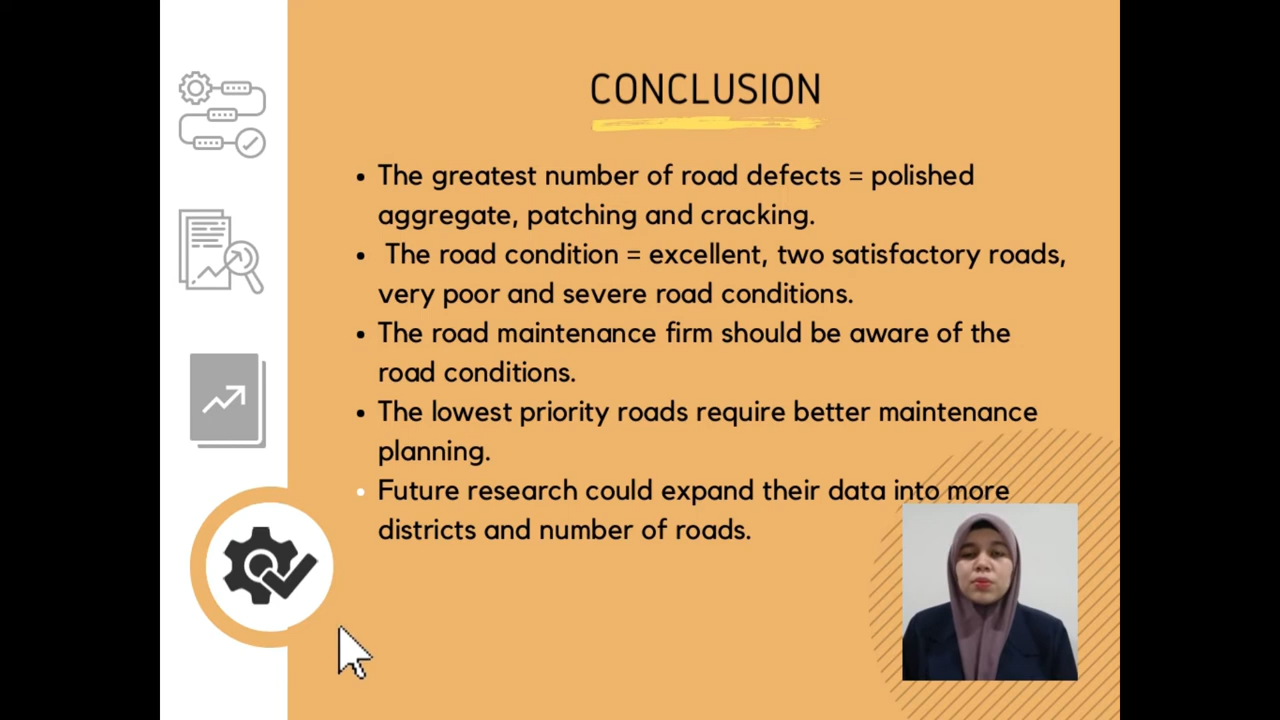 CONCLUSION
• The greatest number of road defects = polished
aggregate, patching and cracking.
• The road condition = excellent, two satisfactory roads,
very poor and severe road conditions.
• The road maintenance firm should be aware of the
road conditions.
• The lowest priority roads require better maintenance
planning.
• Future research could expand their data into more
districts and number of roads.